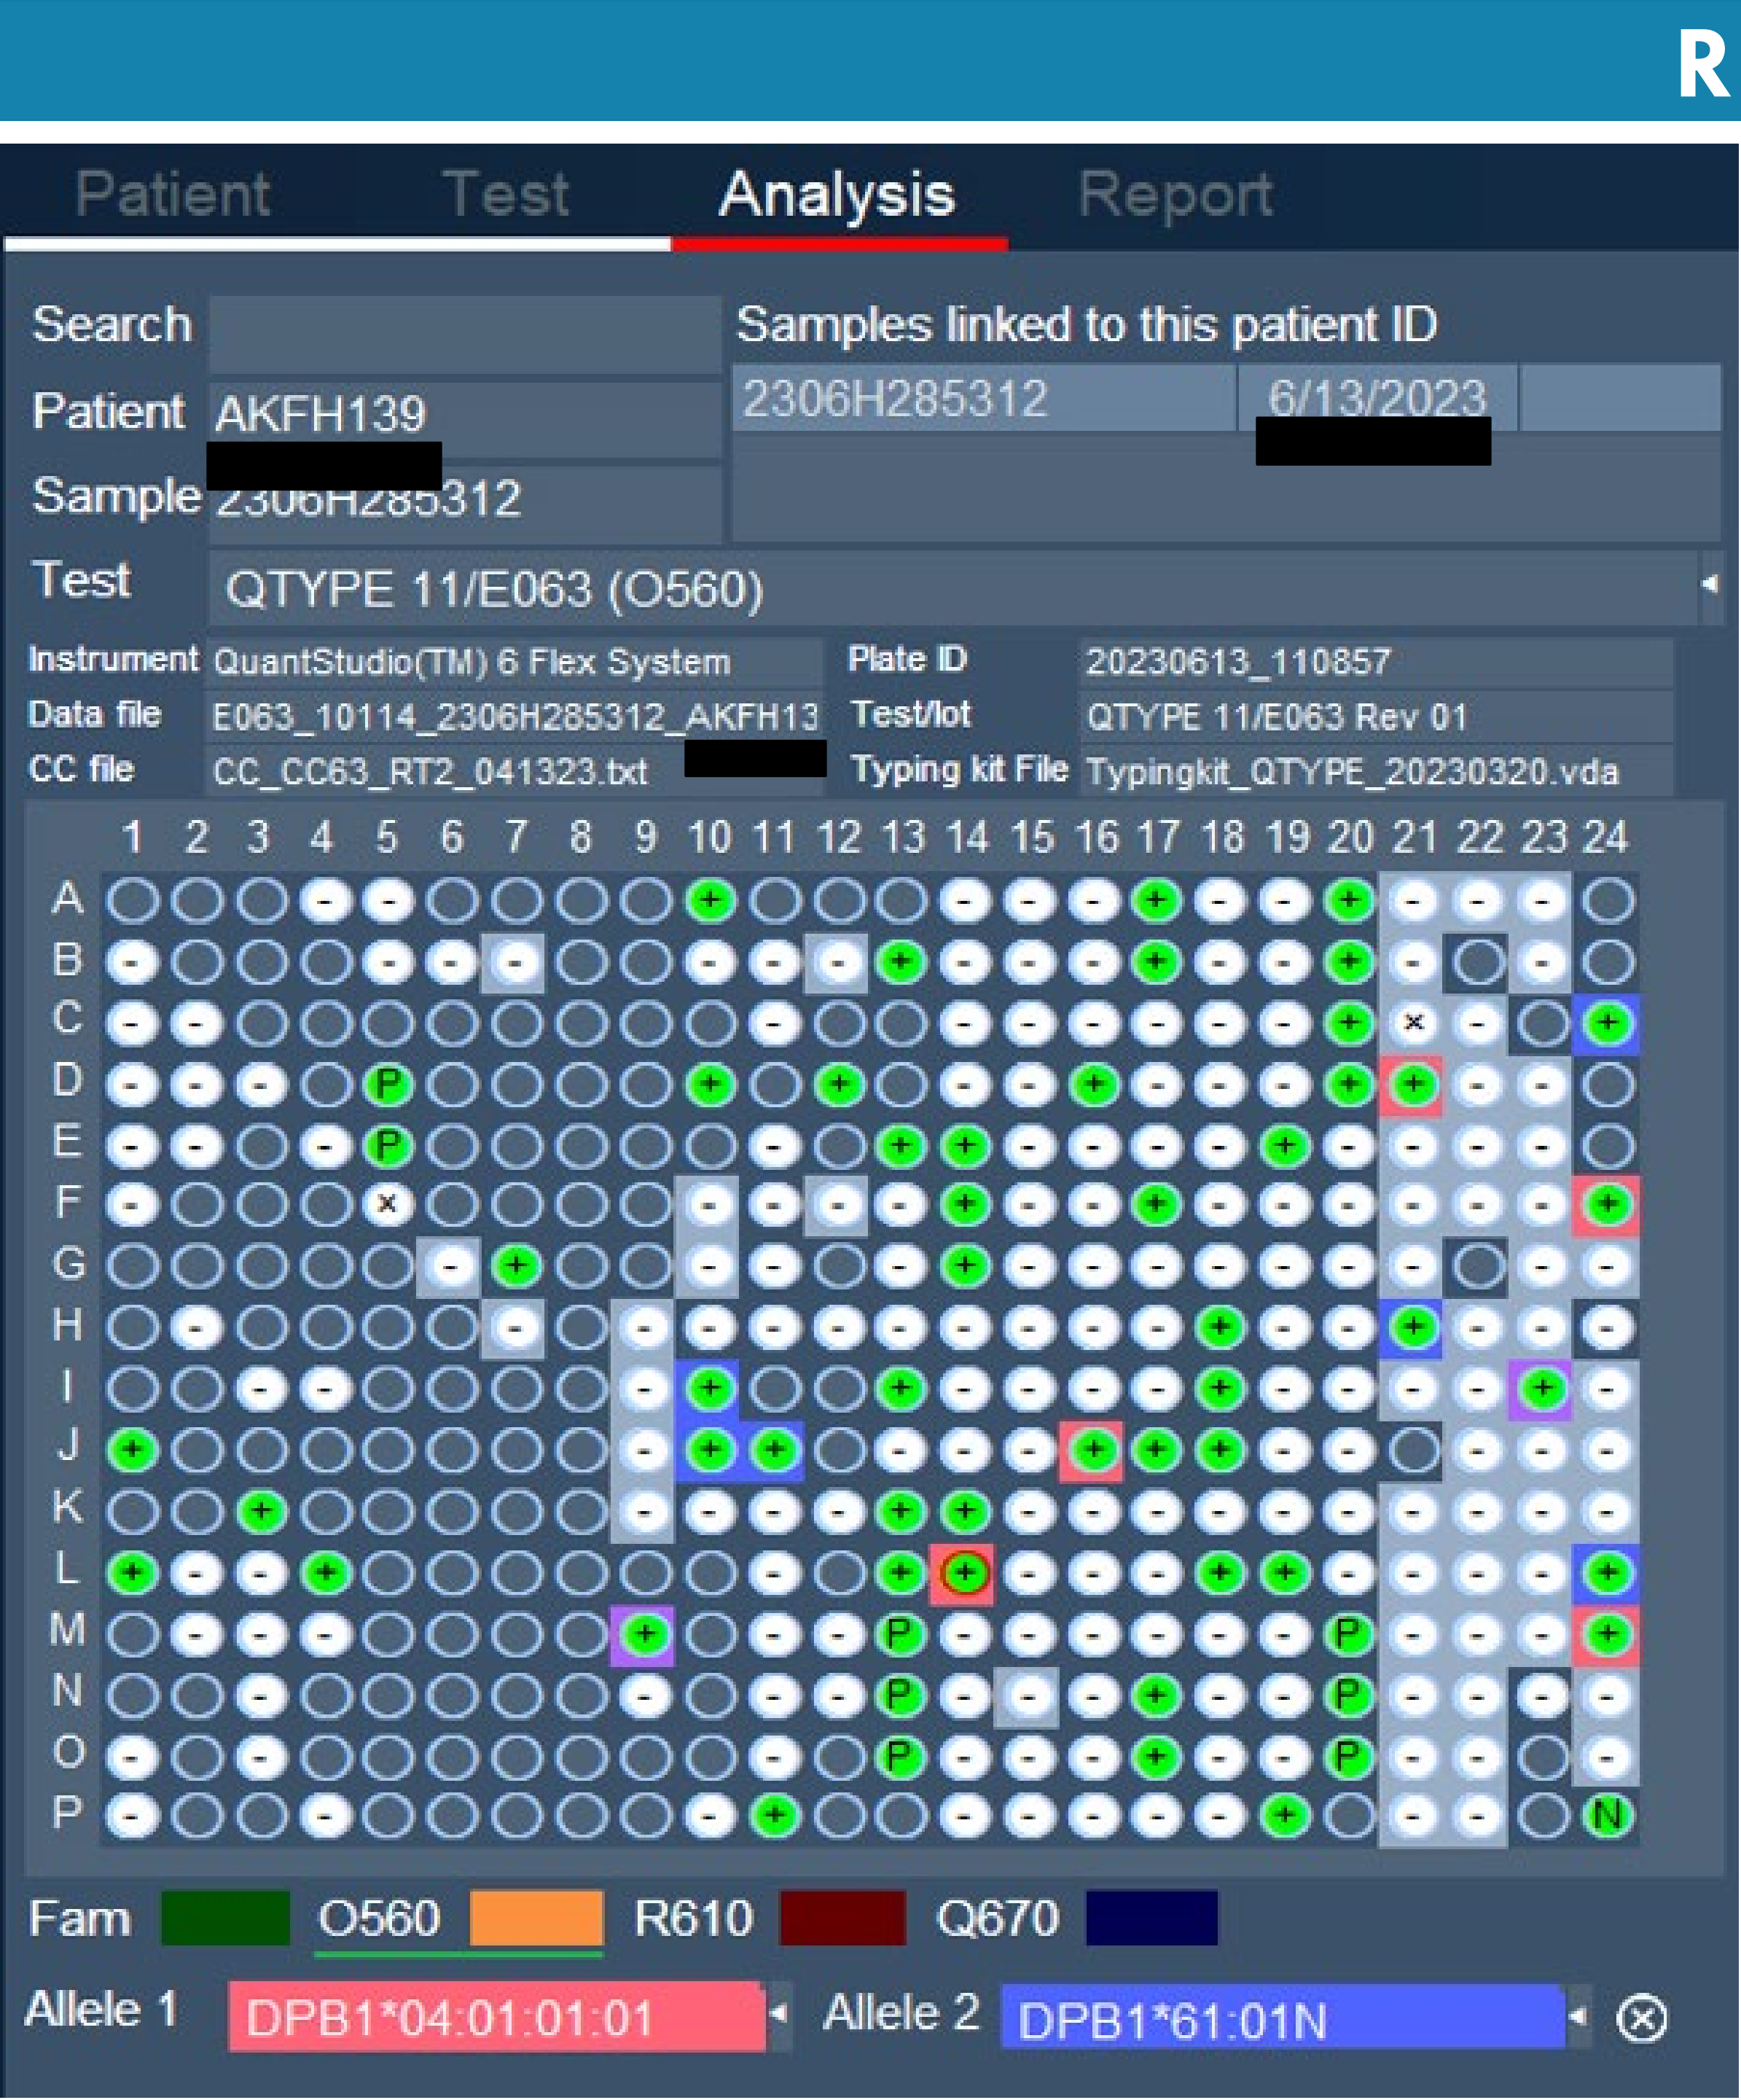 R
Patient Test Analysis Report
Search Samples linked to this patient ID
Patient AKFH139 2306H285312 6/13/2023
Sample 2306H285312
Test QTYPE 11/E063 (O560)
Instrument QuantStudio(TM) 6 Flex System Plate ID 20230613_110857
Data file E063_10114_2306H285312_AKFH13 Test/lot QTYPE 11/E063 Rev 01
CC file CC_CC63_RT2_041323.txt Typing kit File Typingkit_QTYPE_20230320.vda
1 2 3 4 5 6 7 8 9 10 11 12 13 14 15 16 17 18 19 20 21 22 23 24
A - - + - - - + - - + - - -
B - - - - - - - + - - - + - - + - -
C - - - - - - - - - + × - +
D - - - P + + - - + - - - + + - -
E - - - P - + + - - - - + - - - -
F - × - - - - + - - + - - - - - - +
G - + - - - + - - - - - - - - -
H - - - - - - - - - - - + - - + - - -
I - - - + + - - - - + - - - - + -
J + - + + - - - + + + - - - - -
K + - - - - + + - - - - - - - - - -
L + - - + - + + - - - + + - - - - +
M - - - + - - P - - - - - - P - - - +
N - - - - P - - - + - - P - - - -
O - - - P - - - + - - P - - -
P - - - + - - - - - + - - N
Fam O560 R610 Q670
Allele 1 DPB1*04:01:01:01 Allele 2 DPB1*61:01N